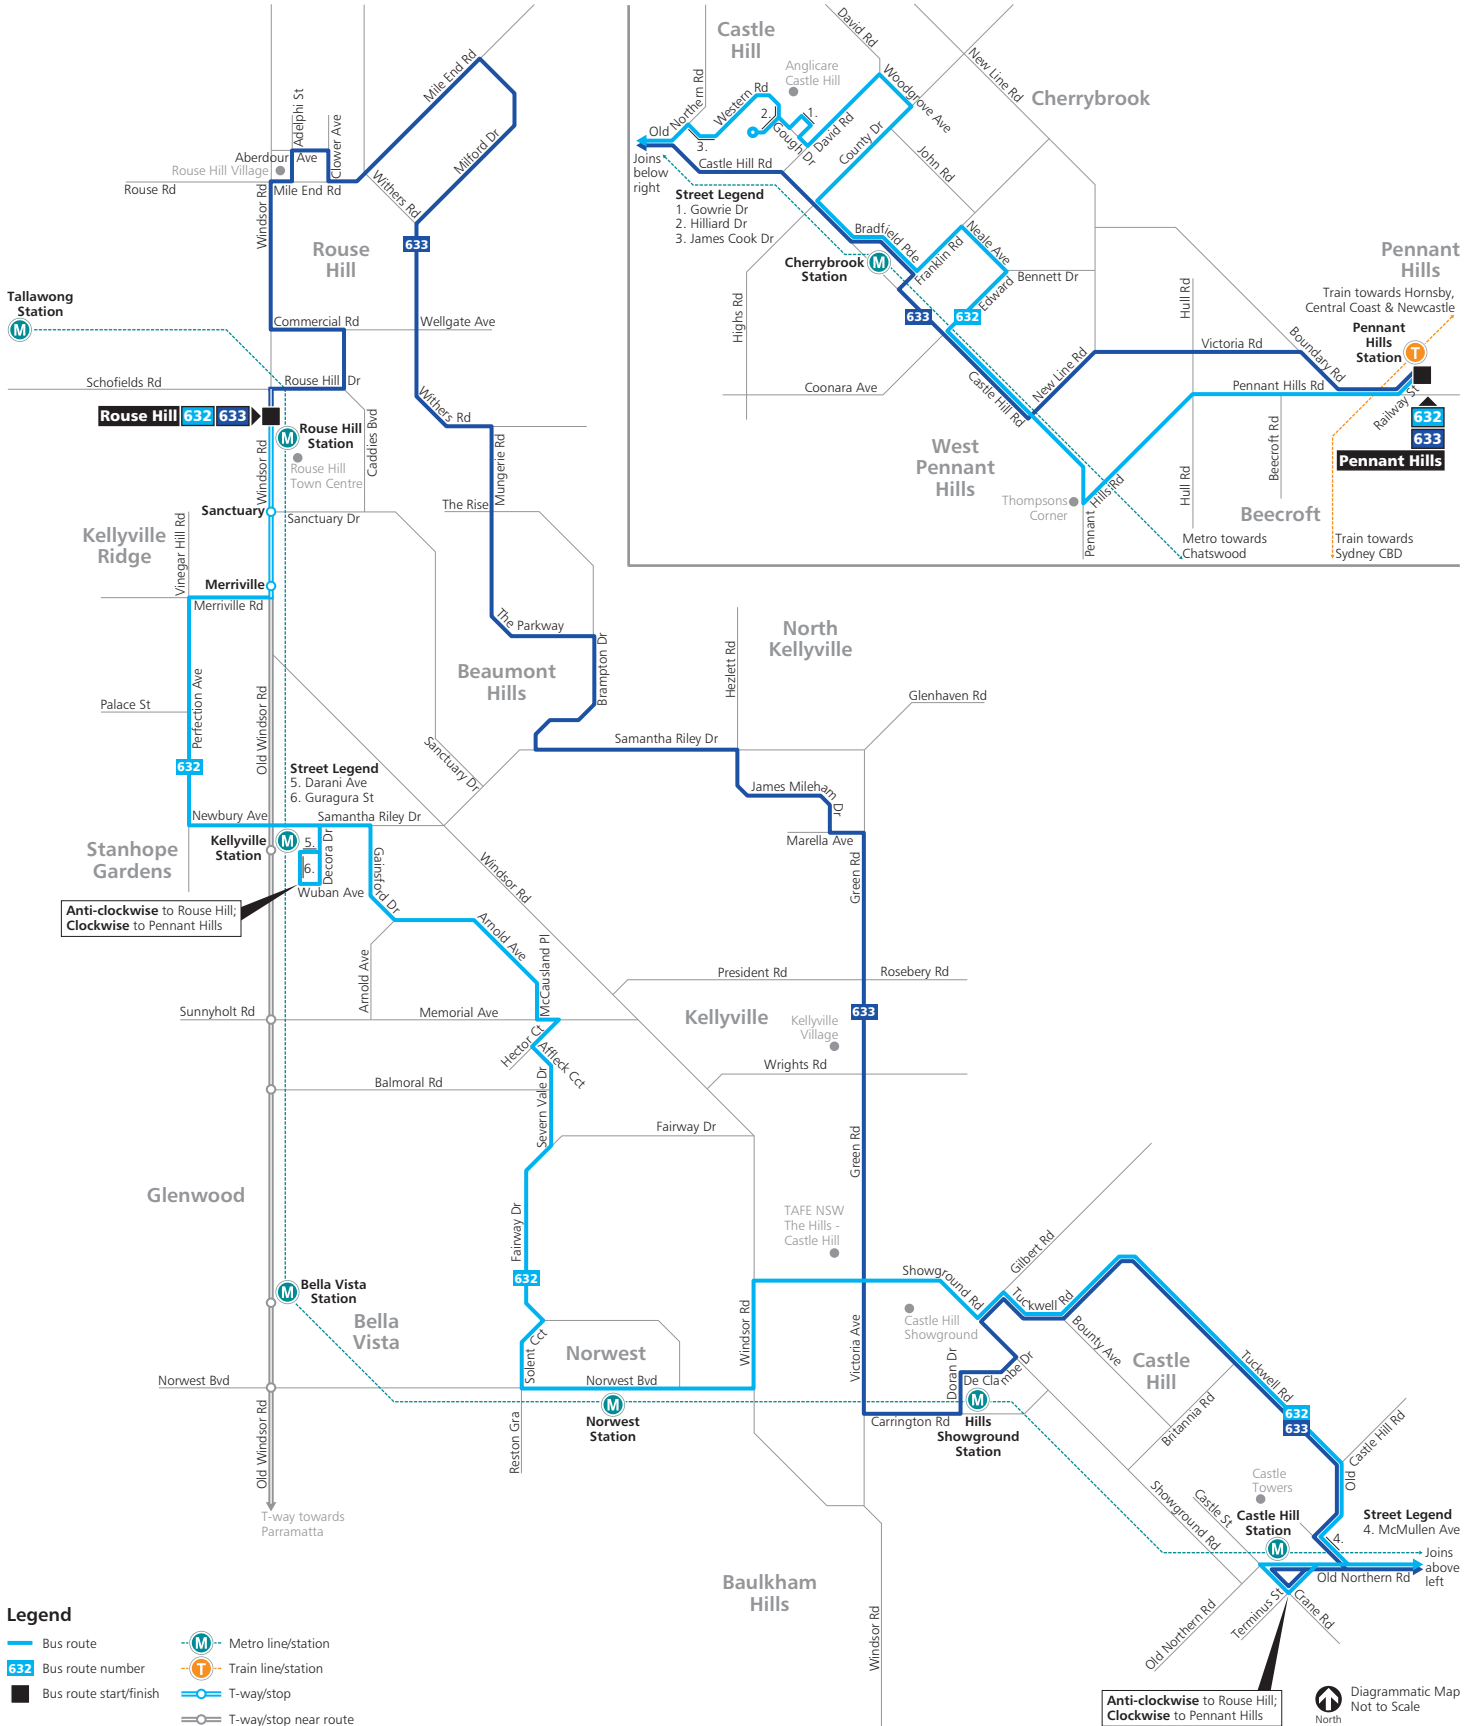 Castle
Hill
David Rd
Anglicare
Castle Hill
New Line Rd
Cherrybrook
Woodgrove Ave
Northern Rd
Old
Western Rd
2.
1.
Gough Dr
David Rd
County Dr
John Rd
3.
Joins
below
right
Castle Hill Rd
Street Legend
1. Gowrie Dr
2. Hilliard Dr
3. James Cook Dr
Bradfield Pde
Franklin Rd
Neale Ave
Bennett Dr
Edward
Cherrybrook
Station
M
Highs Rd
633
632
Coonara Ave
Castle Hill Rd
New Line Rd
Hull Rd
Victoria Rd
Boundary Rd
Pennant
Hills
Train towards Hornsby,
Central Coast & Newcastle
Pennant
Hills
Station
T
Pennant Hills Rd
Railway St
632
633
Pennant Hills
West
Pennant
Hills
Thompsons
Corner
Pennant
Hills Rd
Hull Rd
Beecroft Rd
Beecroft
Metro towards
Chatswood
Train towards
Sydney CBD
Mile End Rd
Milford Dr
Adelphi St
Clower Ave
Aberdour Ave
Rouse Hill Village
Rouse Rd
Mile End Rd
Windsor Rd
Withers Rd
633
Rouse
Hill
Tallawong
Station
M
Commercial Rd
Wellgate Ave
Schofields Rd
Rouse Hill Dr
Rouse Hill 632 633
M
Rouse Hill
Station
Rouse Hill
Town Centre
Windsor Rd
Caddies Bvd
Withers Rd
Mungerie Rd
The Rise
Sanctuary
Sanctuary Dr
Kellyville
Ridge
Vinegar Hill Rd
Merriville
Merriville Rd
The Parkway
Brampton Dr
Beaumont
Hills
North
Kellyville
Hezlett Rd
Glenhaven Rd
Palace St
Perfection Ave
Old Windsor Rd
Sanctuary Dr
Samantha Riley Dr
632
Street Legend
5. Darani Ave
6. Guragura St
James Mileham
Dr
Marella Ave
Newbury Ave
Samantha Riley Dr
Stanhope
Gardens
Kellyville
Station
M
5.
6.
Decora Dr
Wuban Ave
Gainsford Dr
Windsor Rd
Green Rd
Anti-clockwise to Rouse Hill;
Clockwise to Pennant Hills
Arnold Ave
Arnold Ave
McCausland Pl
President Rd
Rosebery Rd
Sunnyholt Rd
Memorial Ave
Kellyville
633
Kellyville
Village
Hector Ct
Affleck Cct
Wrights Rd
Balmoral Rd
Severn Vale Dr
Fairway Dr
Green Rd
Glenwood
Fairway Dr
TAFE NSW
The Hills -
Castle Hill
632
Bella Vista
Station
M
Bella
Vista
Showground Rd
Gilbert Rd
Tuckwell Rd
Castle Hill
Showground
Bounty Ave
Castle
Hill
Tuckwell Rd
Windsor Rd
Victoria Ave
Solent Cct
Norwest
Norwest Bvd
Norwest Bvd
Doran Dr
De Clambe Dr
M
Hills
Showground
Station
Carrington Rd
M
Norwest
Station
Reston Gra
Britannia Rd
632
633
Castle Hill Rd
Old
Old Windsor Rd
T-way towards
Parramatta
Showground Rd
Castle St
Castle
Towers
Castle Hill
Station
M
Street Legend
4. McMullen Ave
4.
Joins
above
left
Old Northern Rd
Terminus St
Crane Rd
Old Northern Rd
Baulkham
Hills
Windsor Rd
Anti-clockwise to Rouse Hill;
Clockwise to Pennant Hills
North
Diagrammatic Map
Not to Scale
Legend
Bus route
632 Bus route number
Bus route start/finish
M Metro line/station
T Train line/station
T-way/stop
T-way/stop near route